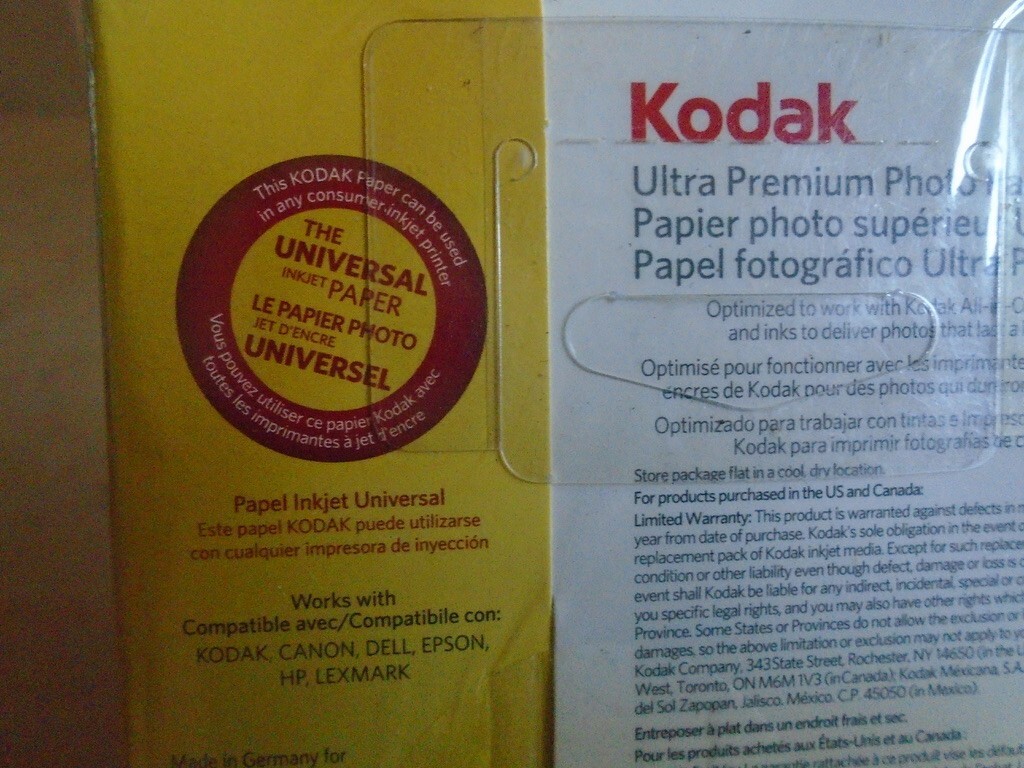 This KODAK Paper can be used
in any consumer inkjet printer
THE
UNIVERSAL
INKJET PAPER
LE PAPIER PHOTO
JET D'ENCRE
UNIVERSEL
Vous pouvez utiliser ce papier Kodak avec
toutes les imprimantes à jet d'encre
Papel Inkjet Universal
Este papel KODAK puede utilizarse
con cualquier impresora de inyección
Works with
Compatible avec/Compatibile con:
KODAK, CANON, DELL, EPSON,
HP, LEXMARK
Made in Germany for
Kodak
Ultra Premium Photo
Papier photo supérieu
Papel fotográfico Ultra P
Optimized to work with Kodak All-in-
and inks to deliver photos that last a
Optimisé pour fonctionner avec les imprimante
encres de Kodak pour des photos qui
Optimizado para trabajar con tintas e impreso
Kodak para imprimir fotografías de
Store package flat in a cool, dry location.
For products purchased in the US and Canada:
Limited Warranty: This product is warranted against defects in
year from date of purchase. Kodak's sole obligation in the event o
replacement pack of Kodak inkjet media. Except for such replace
condition or other liability even though defect, damage or loss is
event shall Kodak be liable for any indirect, incidental, special or
you specific legal rights, and you may also have other rights which
Province. Some States or Provinces do not allow the exclusion or
damages, so the above limitation or exclusion may not apply to
Kodak Company, 343 State Street, Rochester, NY 14650 (in the
West, Toronto, ON M6M 1V3 (in Canada); Kodak Mexicana, S.A.
del Sol Zapopan, Jalisco. México. C.P. 45050 (in Mexico).
Entreposer à plat dans un endroit frais et sec.
Pour les produits achetés aux États-Unis et au Canada :
garantie rattachée à ce produit vise les défauts